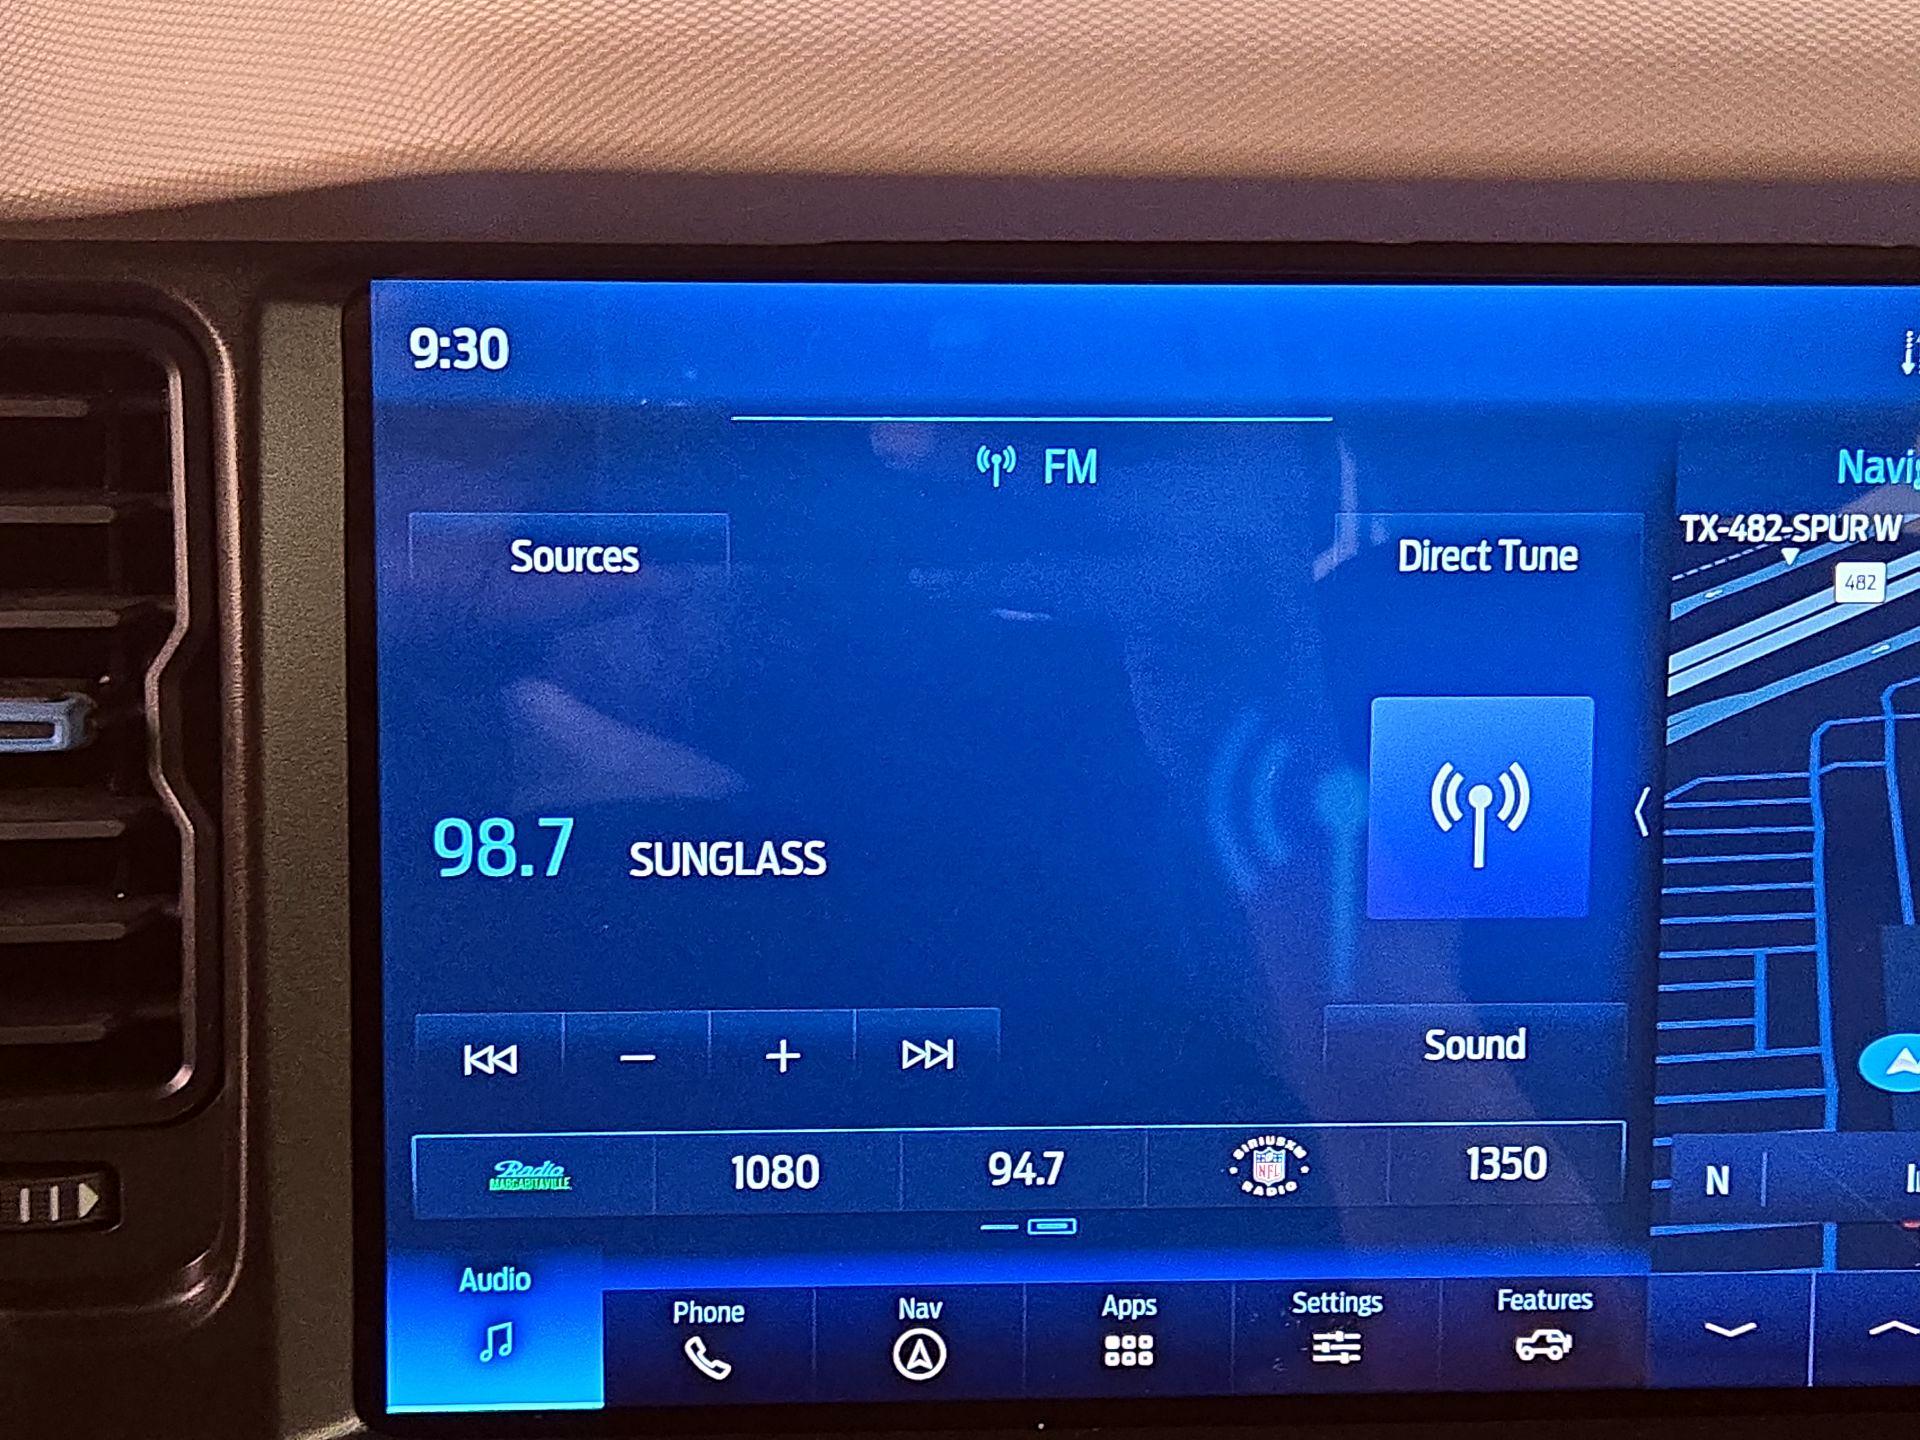 9:30
FM
Navig
Sources
Direct Tune
TX-482-SPUR W
482
98.7 SUNGLASS
Sound
Radio
MARGARITAVILLE
1080
94.7
SIRIUSXM
NFL
RADIO
1350
N
Audio
Phone
Nav
Apps
Settings
Features